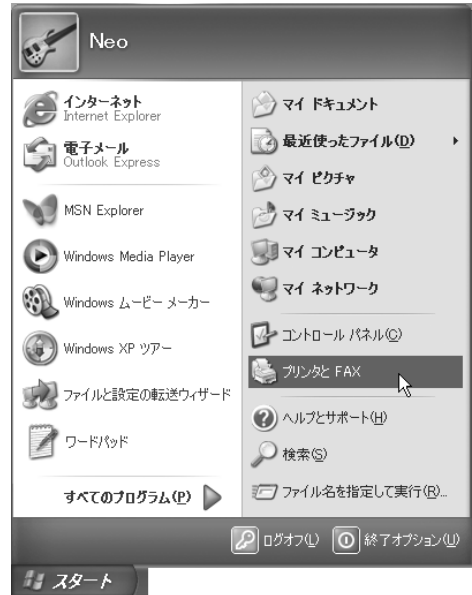 Neo
インターネット
Internet Explorer
電子メール
Outlook Express
MSN Explorer
Windows Media Player
Windows ムービー メーカー
Windows XP ツアー
ファイルと設定の転送ウィザード
ワードパッド
すべてのプログラム(P)
マイ ドキュメント
最近使ったファイル(D)
マイ ピクチャ
マイ ミュージック
マイ コンピュータ
マイ ネットワーク
コントロール パネル(C)
プリンタと FAX
ヘルプとサポート(H)
検索(S)
ファイル名を指定して実行(R)...
ログオフ(L)
終了オプション(U)
スタート